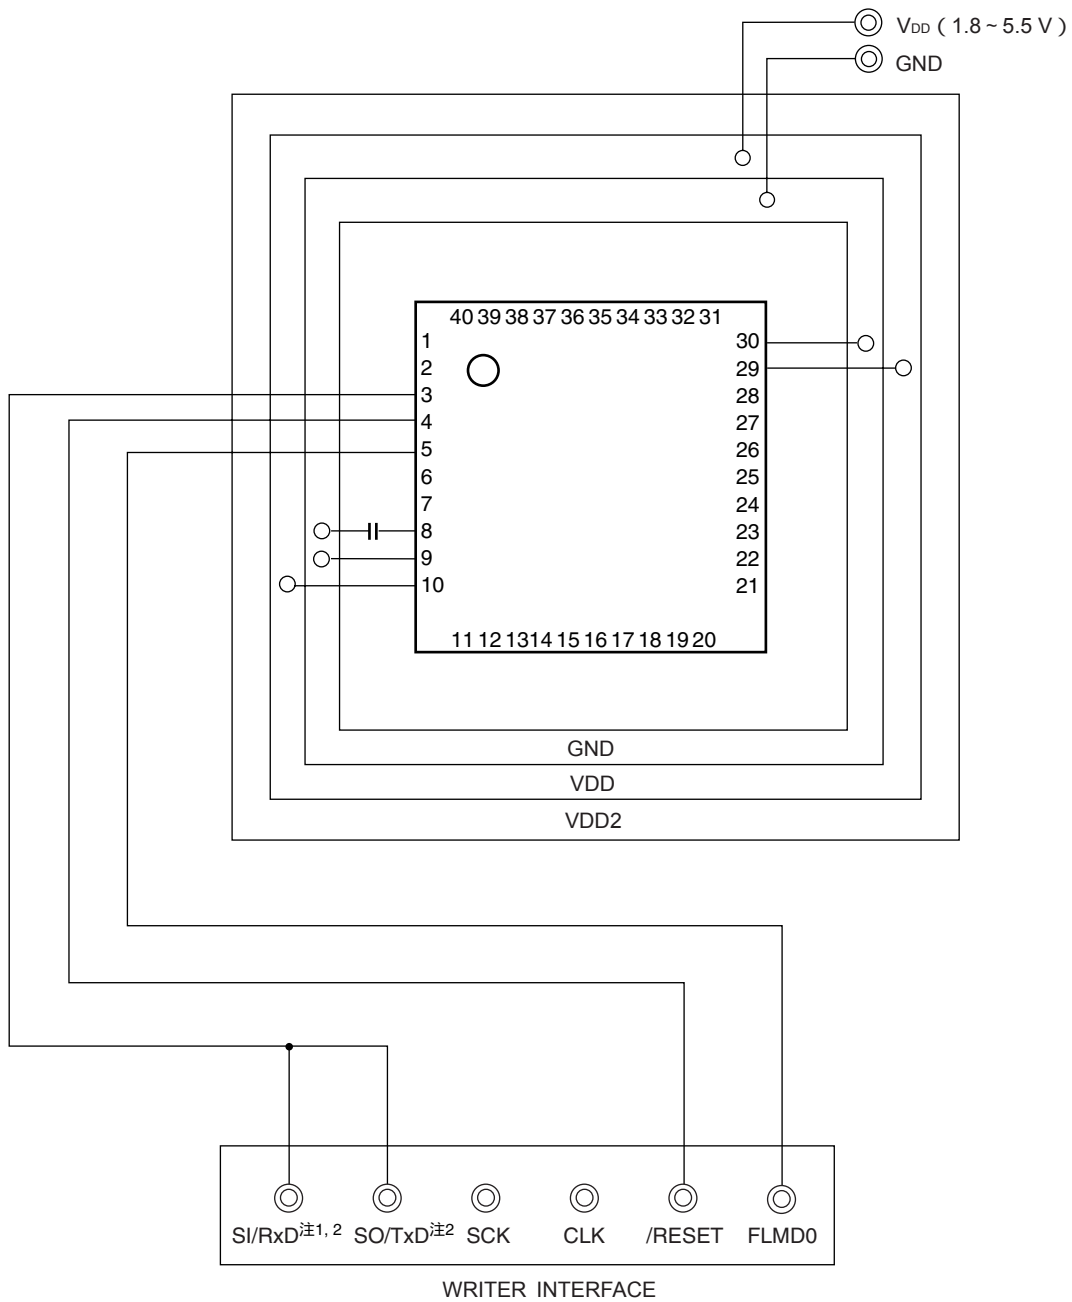 VDD ( 1.8 ~ 5.5 V )
GND
40 39 38 37 36 35 34 33 32 31
1 30
2 29
3 28
4 27
5 26
6 25
7 24
8 23
9 22
10 21
11 12 13 14 15 16 17 18 19 20
GND
VDD
VDD2
SI/RxD注1, 2 SO/TxD注2 SCK CLK /RESET FLMD0
WRITER INTERFACE